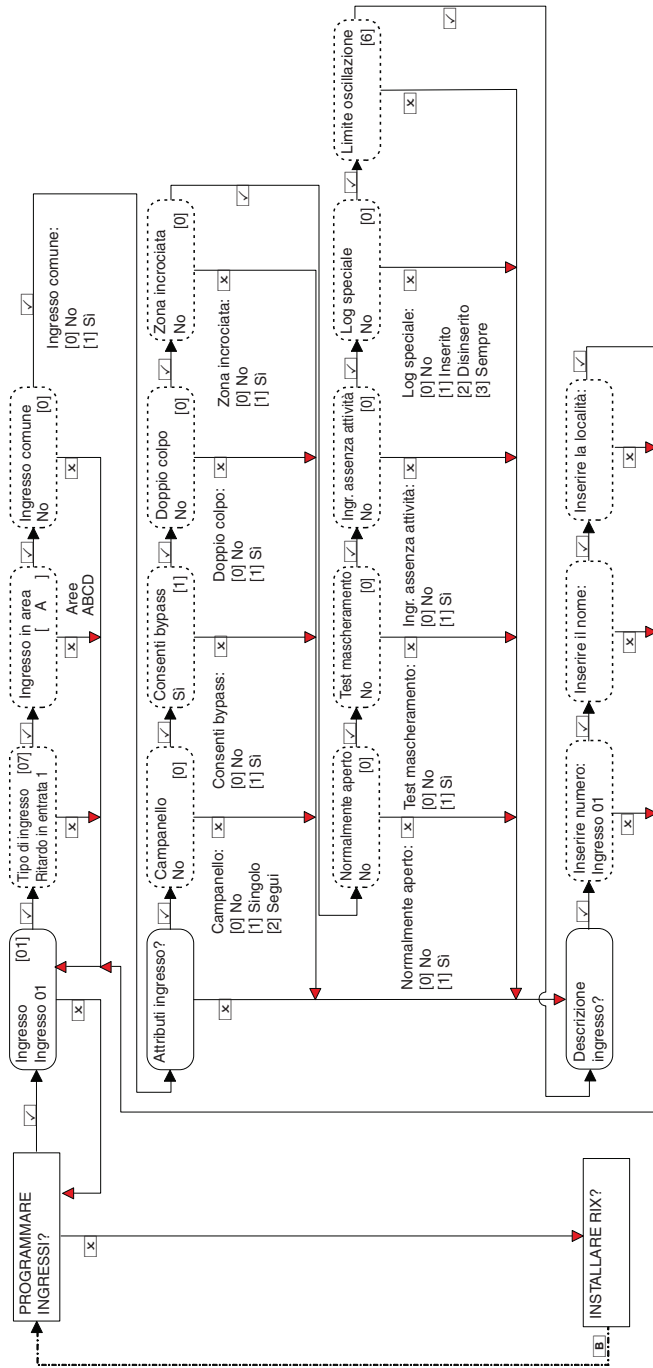 PROGRAMMARE
INGRESSI?
Ingresso [01]
Ingresso 01
Tipo di ingresso [07]
Ritardo in entrata 1
Ingresso in area
[ A ]
Aree
ABCD
Ingresso comune
No [0]
Ingresso comune:
[0] No
[1] Sì
Attributi ingresso?
Campanello
No [0]
Campanello:
[0] No
[1] Singolo
[2] Segui
Consenti bypass
Sì [1]
Consenti bypass:
[0] No
[1] Sì
Doppio colpo
No [0]
Doppio colpo:
[0] No
[1] Sì
Zona incrociata
No [0]
Zona incrociata:
[0] No
[1] Sì
Normalmente aperto
No [0]
Normalmente aperto:
[0] No
[1] Sì
Test mascheramento
No [0]
Test mascheramento:
[0] No
[1] Sì
Ingr. assenza attività
No [0]
Ingr. assenza attività:
[0] No
[1] Sì
Log speciale
No [0]
Log speciale:
[0] No
[1] Inserito
[2] Disinserito
[3] Sempre
Limite oscillazione
[6]
INSTALLARE RIX?
B
Descrizione
ingresso?
Inserire numero:
Ingresso 01
Inserire il nome:
Inserire la località: